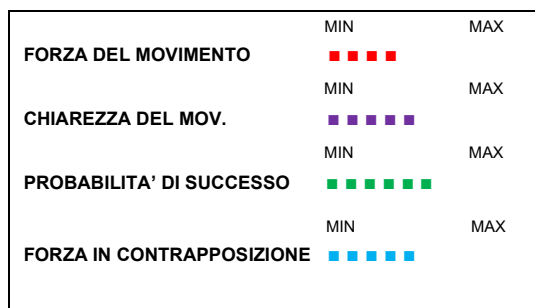 MIN MAX
FORZA DEL MOVIMENTO
MIN MAX
CHIAREZZA DEL MOV.
MIN MAX
PROBABILITA’ DI SUCCESSO
MIN MAX
FORZA IN CONTRAPPOSIZIONE